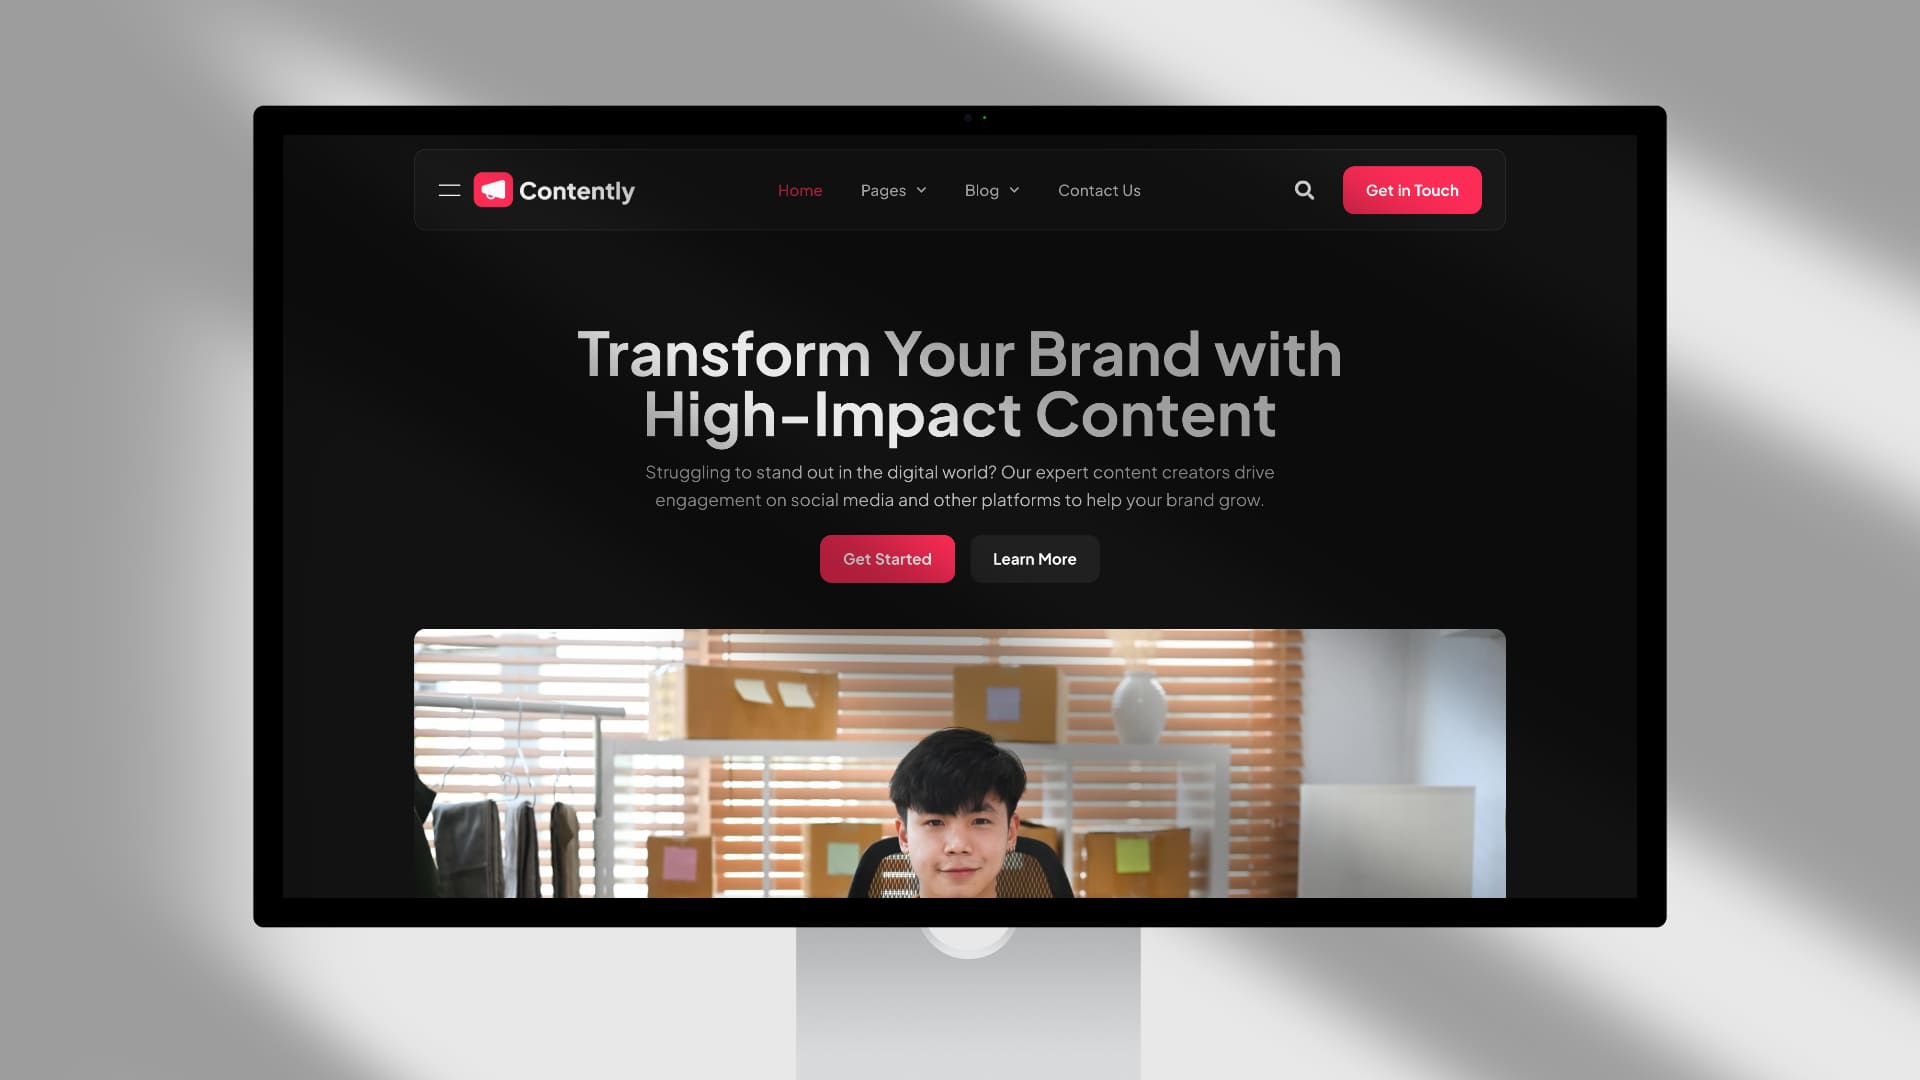 Contently
Home Pages Blog Contact Us
Get in Touch
Transform Your Brand with
High-Impact Content
Struggling to stand out in the digital world? Our expert content creators drive
engagement on social media and other platforms to help your brand grow.
Get Started Learn More